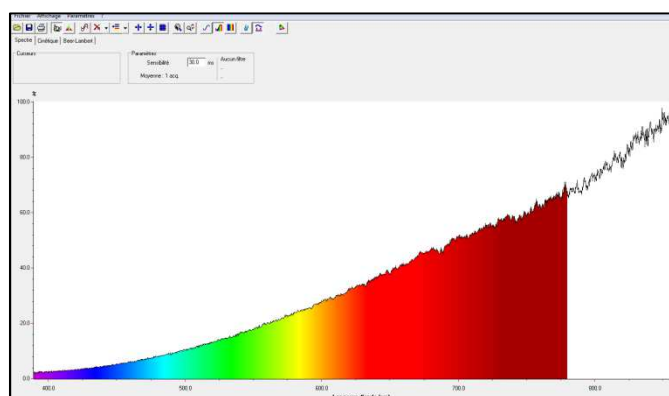 Fichier Affichage Paramètres ?
Spectre Cinétique Beer-Lambert
Curseurs
Paramètres
Sensibilité 30.0 ms
Aucun filtre
Moyenne : 1 acq.
%
100.0
80.0
60.0
40.0
20.0
0.0
400.0 500.0 600.0 700.0 800.0